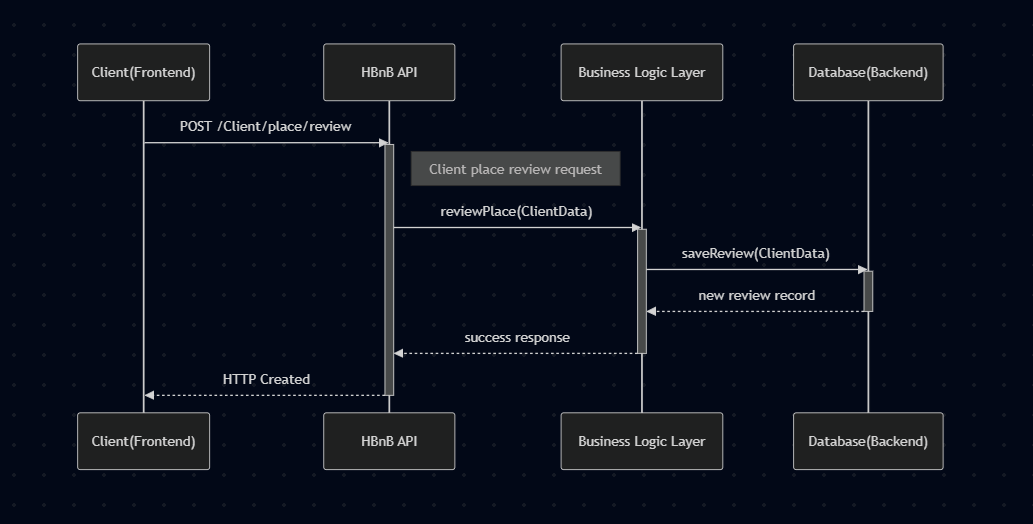 Client(Frontend)
HBnB API
Business Logic Layer
Database(Backend)
POST /Client/place/review
Client place review request
reviewPlace(ClientData)
saveReview(ClientData)
new review record
success response
HTTP Created
Client(Frontend)
HBnB API
Business Logic Layer
Database(Backend)